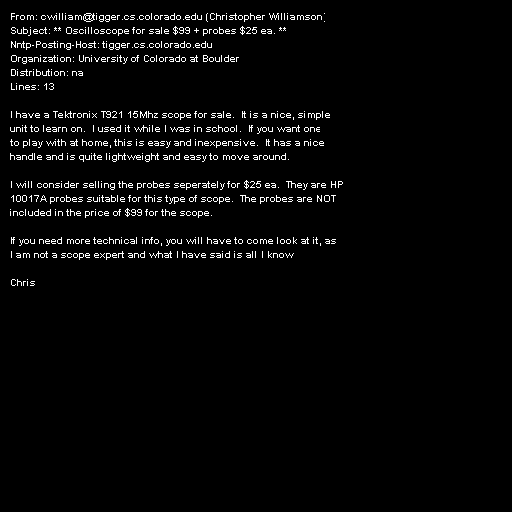 From: cwilliam@tigger.cs.colorado.edu (Christopher Williamson)
Subject: ** Oscilloscope for sale $99 + probes $25 ea. **
Nntp-Posting-Host: tigger.cs.colorado.edu
Organization: University of Colorado at Boulder
Distribution: na
Lines: 13

I have a Tektronix T921 15Mhz scope for sale.  It is a nice, simple
unit to learn on.  I used it while I was in school.  If you want one
to play with at home, this is easy and inexpensive.  It has a nice
handle and is quite lightweight and easy to move around.

I will consider selling the probes seperately for $25 ea.  They are HP
10017A probes suitable for this type of scope.  The probes are NOT
included in the price of $99 for the scope.

If you need more technical info, you will have to come look at it, as
I am not a scope expert and what I have said is all I know

Chris